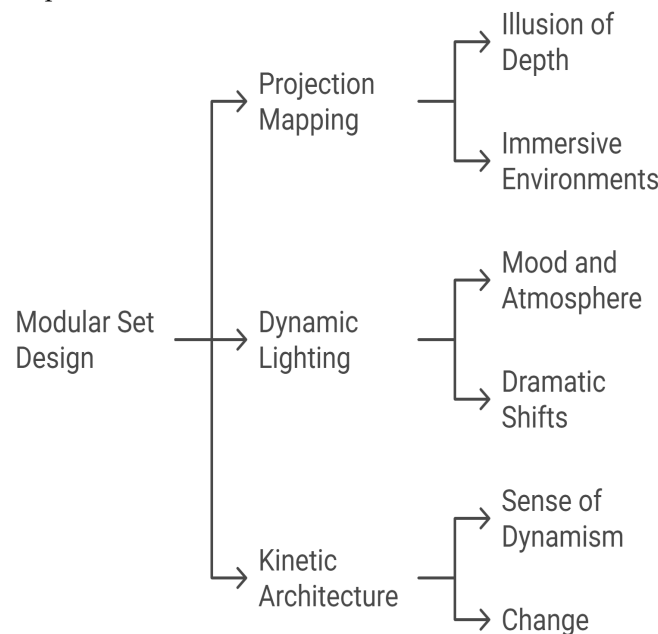 Illusion of
Depth
Projection
Mapping
Immersive
Environments
Mood and
Atmosphere
Modular Set
Design
Dynamic
Lighting
Dramatic
Shifts
Sense of
Dynamism
Kinetic
Architecture
Change